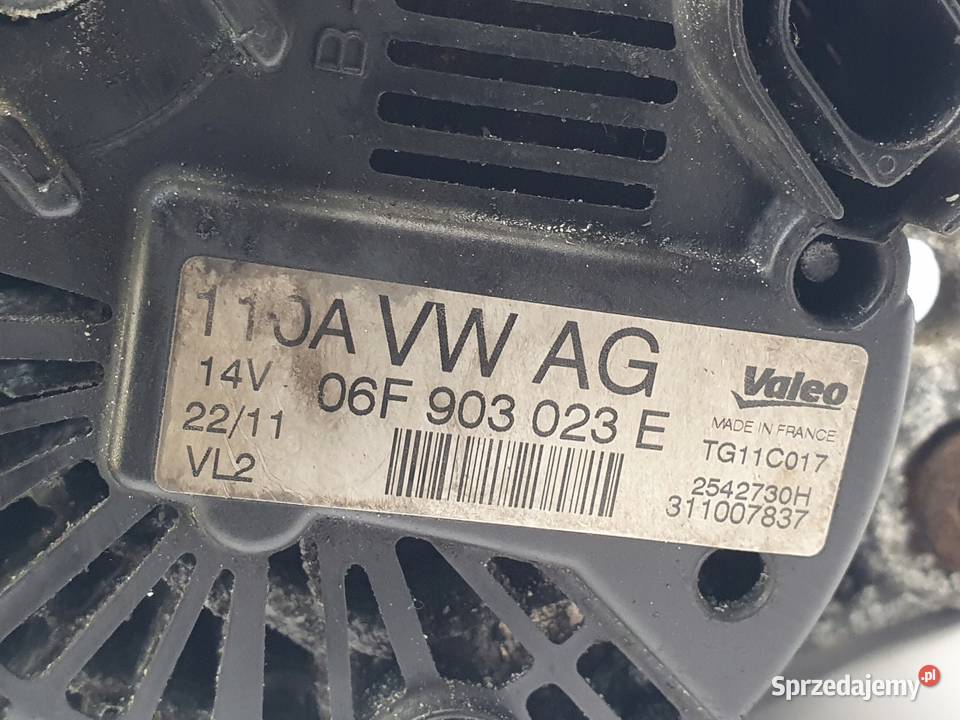 B
110A VW AG
14V 06F 903 023 E
22/11
VL2
Valeo
MADE IN FRANCE
TG11C017
2542730H
311007837
Sprzedajemy.pl